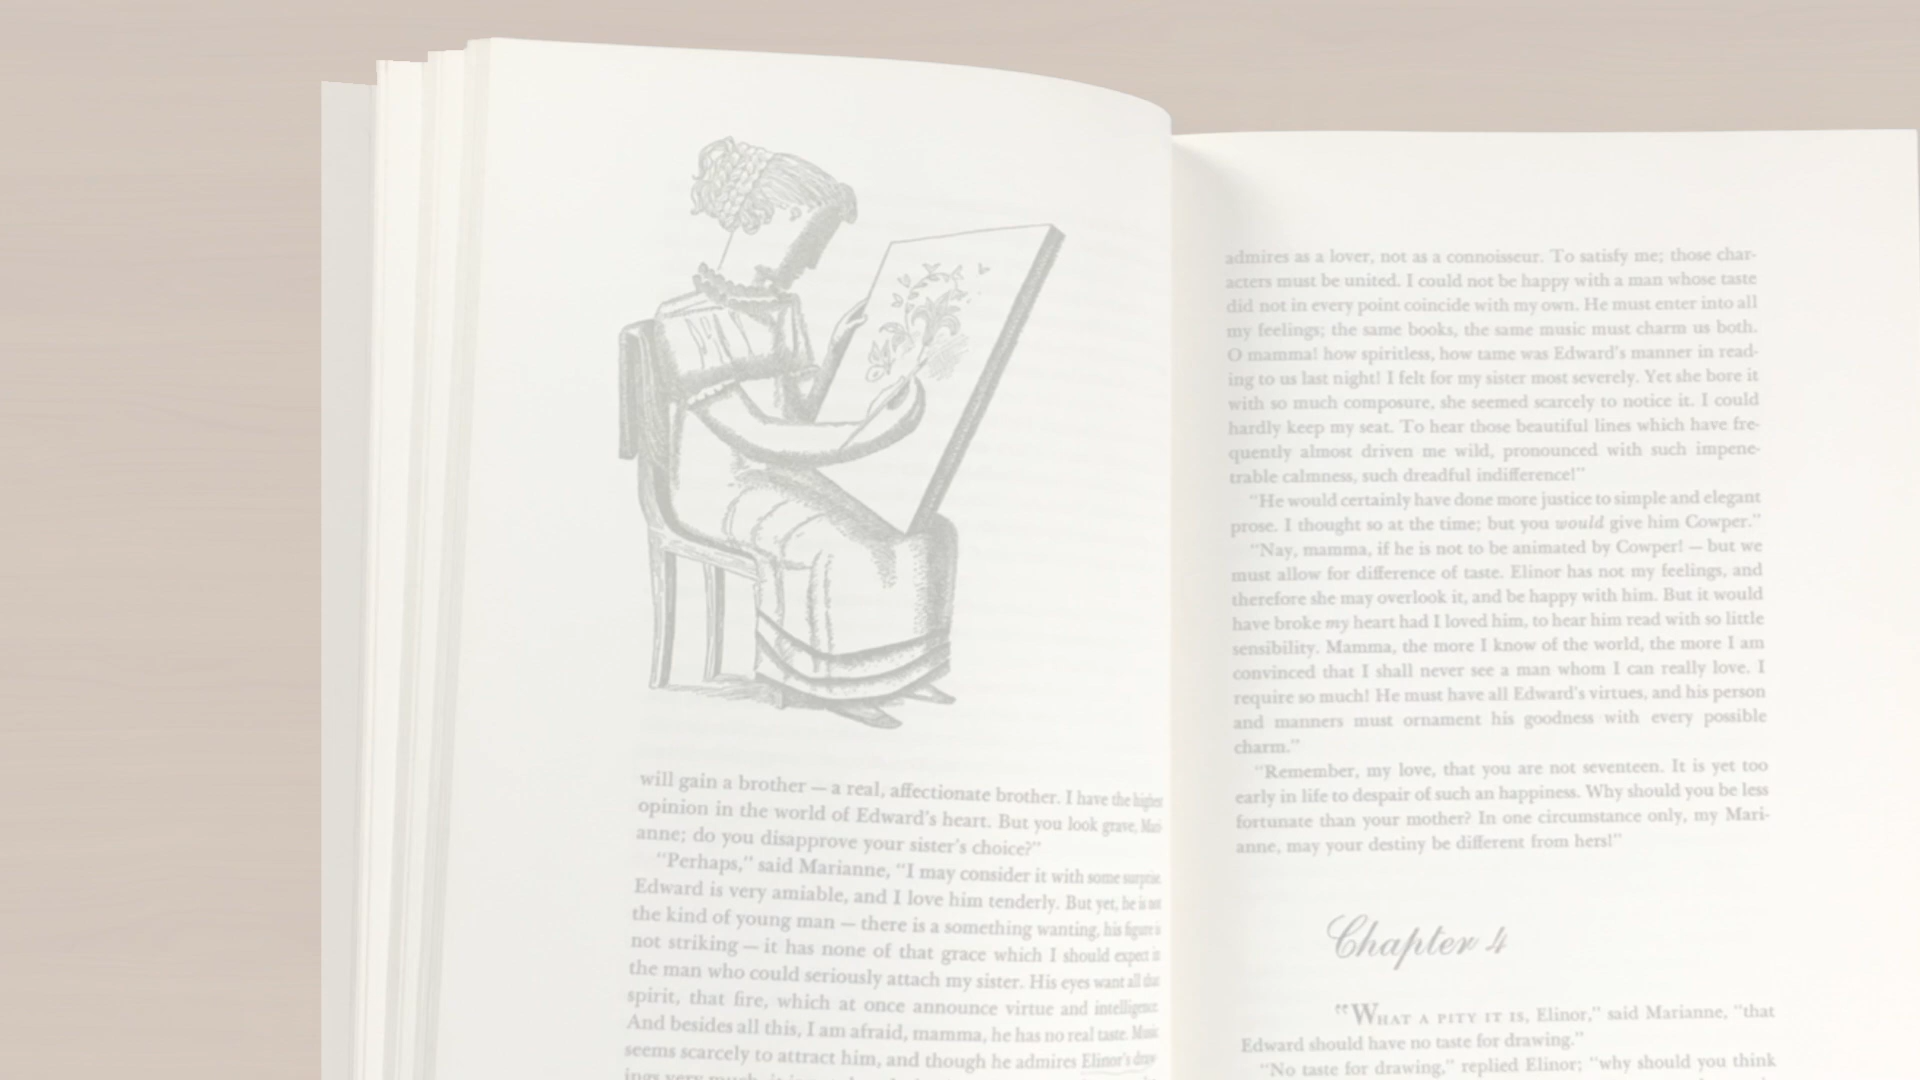 will gain a brother — a real, affectionate brother. I have the highest
opinion in the world of Edward's heart. But you look grave, Mari-
anne; do you disapprove your sister's choice?"
"Perhaps," said Marianne, "I may consider it with some surprise.
Edward is very amiable, and I love him tenderly. But yet, he is not
the kind of young man — there is a something wanting, his figure is
not striking — it has none of that grace which I should expect in
the man who could seriously attach my sister. His eyes want all that
spirit, that fire, which at once announce virtue and intelligence.
And besides all this, I am afraid, mamma, he has no real taste. Music
seems scarcely to attract him, and though he admires Elinor's draw-
ings very much, it is
admires as a lover, not as a connoisseur. To satisfy me; those char-
acters must be united. I could not be happy with a man whose taste
did not in every point coincide with my own. He must enter into all
my feelings; the same books, the same music must charm us both.
O mamma! how spiritless, how tame was Edward's manner in read-
ing to us last night! I felt for my sister most severely. Yet she bore it
with so much composure, she seemed scarcely to notice it. I could
hardly keep my seat. To hear those beautiful lines which have fre-
quently almost driven me wild, pronounced with such impene-
trable calmness, such dreadful indifference!"
"He would certainly have done more justice to simple and elegant
prose. I thought so at the time; but you would give him Cowper."
"Nay, mamma, if he is not to be animated by Cowper! — but we
must allow for difference of taste. Elinor has not my feelings, and
therefore she may overlook it, and be happy with him. But it would
have broke my heart had I loved him, to hear him read with so little
sensibility. Mamma, the more I know of the world, the more I am
convinced that I shall never see a man whom I can really love. I
require so much! He must have all Edward's virtues, and his person
and manners must ornament his goodness with every possible
charm."
"Remember, my love, that you are not seventeen. It is yet too
early in life to despair of such an happiness. Why should you be less
fortunate than your mother? In one circumstance only, my Mari-
anne, may your destiny be different from hers!"
Chapter 4
"WHAT A PITY IT IS, Elinor," said Marianne, "that
Edward should have no taste for drawing."
"No taste for drawing," replied Elinor; "why should you think